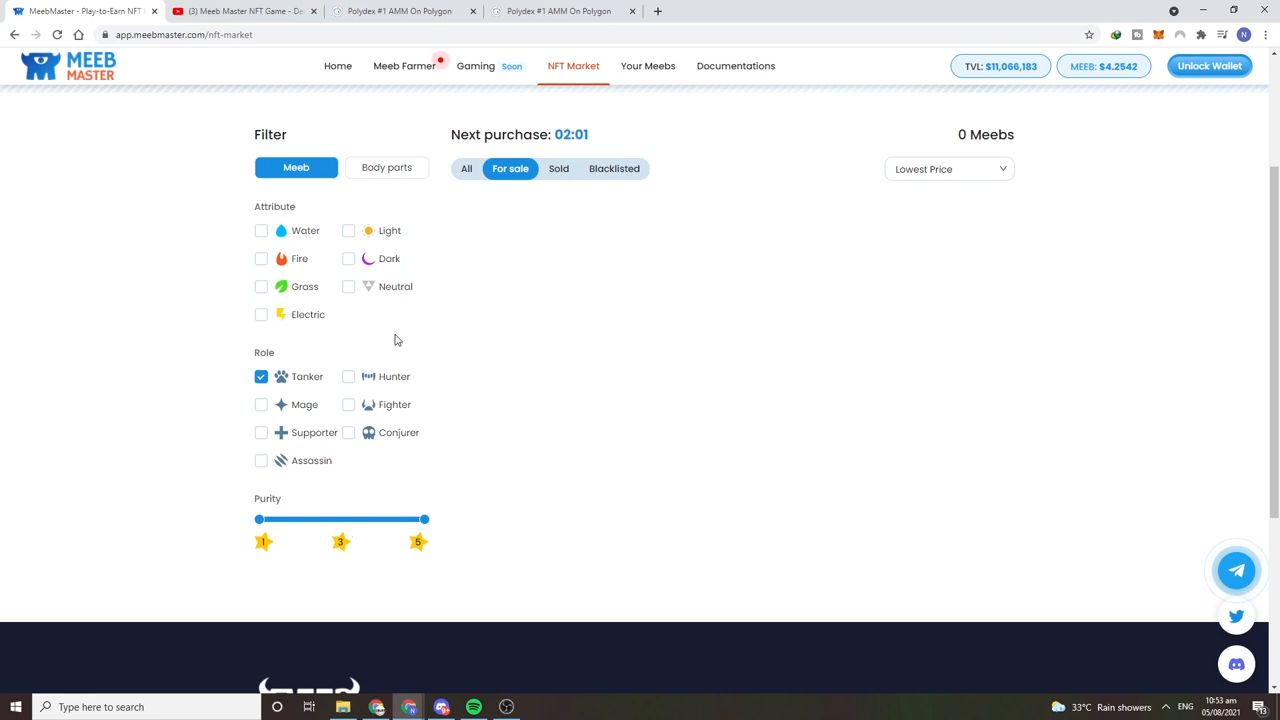 MeebMaster - Play-to-Earn NFT
(3) Meeb Master NFT Game - De
Polydex #1 AMM On Polygon
Polydex #1 AMM On Polygon
app.meebmaster.com/nft-market
N
MEEB
MASTER
Home
Meeb Farmer
Gaming Soon
NFT Market
Your Meebs
Documentations
TVL: $11,066,183
MEEB: $4.2542
Unlock Wallet
Filter
Next purchase: 02:01
0 Meebs
Meeb
Body parts
All
For sale
Sold
Blacklisted
Lowest Price
Attribute
Water
Light
Fire
Dark
Grass
Neutral
Electric
Role
Tanker
Hunter
Mage
Fighter
Supporter
Conjurer
Assassin
Purity
1
3
5
MEEB
Type here to search
33°C Rain showers
ENG
10:53 am
05/08/2021